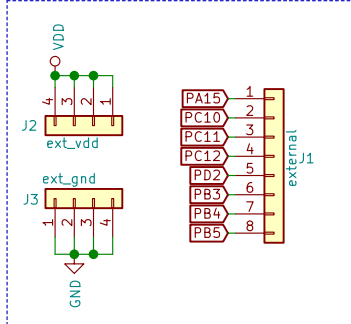 VDD
4 3 2 1
J2
ext_vdd
ext_gnd
J3
1 2 3 4
GND
PA15 1
PC10 2
PC11 3
PC12 4
PD2 5
PB3 6
PB4 7
PB5 8
external
J1